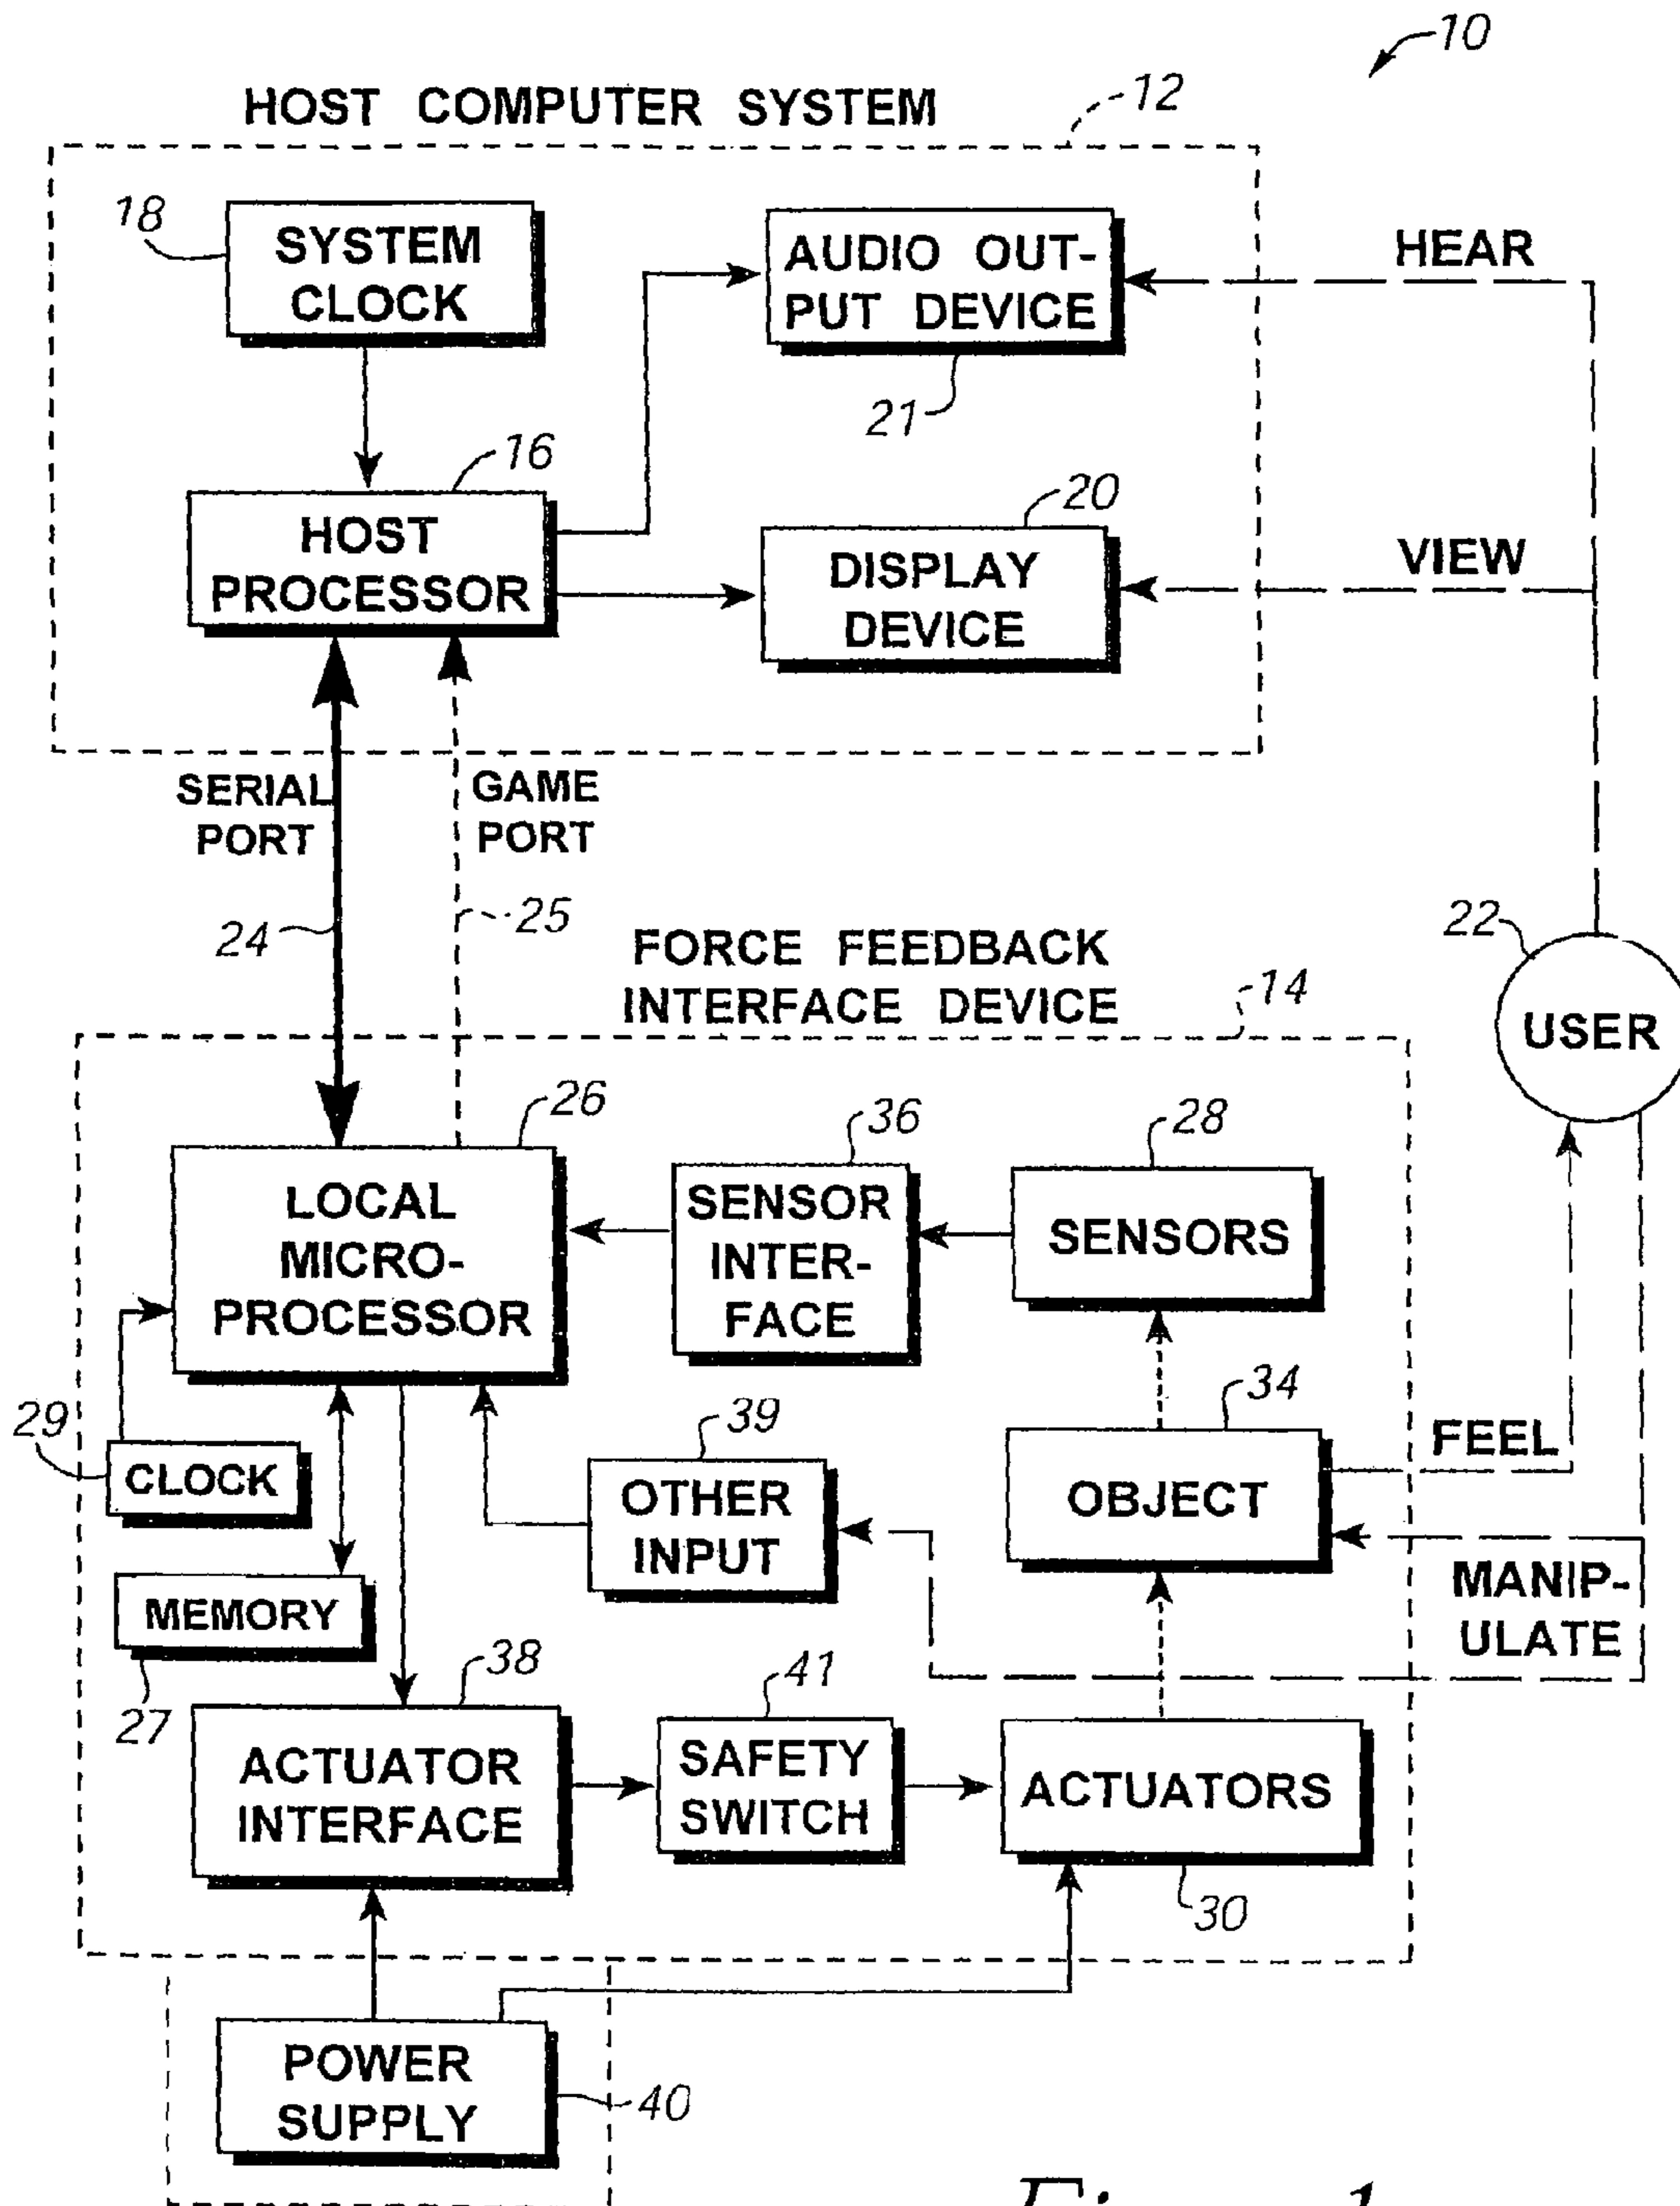 10
HOST COMPUTER SYSTEM
12
18
SYSTEM
CLOCK
AUDIO OUT-
PUT DEVICE
21
HEAR
16
HOST
PROCESSOR
20
DISPLAY
DEVICE
VIEW
SERIAL
PORT
GAME
PORT
24
25
FORCE FEEDBACK
INTERFACE DEVICE
14
22
USER
26
LOCAL
MICRO-
PROCESSOR
36
SENSOR
INTER-
FACE
28
SENSORS
29
CLOCK
39
OTHER
INPUT
34
OBJECT
FEEL
MANIP-
ULATE
MEMORY
27
38
ACTUATOR
INTERFACE
41
SAFETY
SWITCH
ACTUATORS
30
POWER
SUPPLY
40